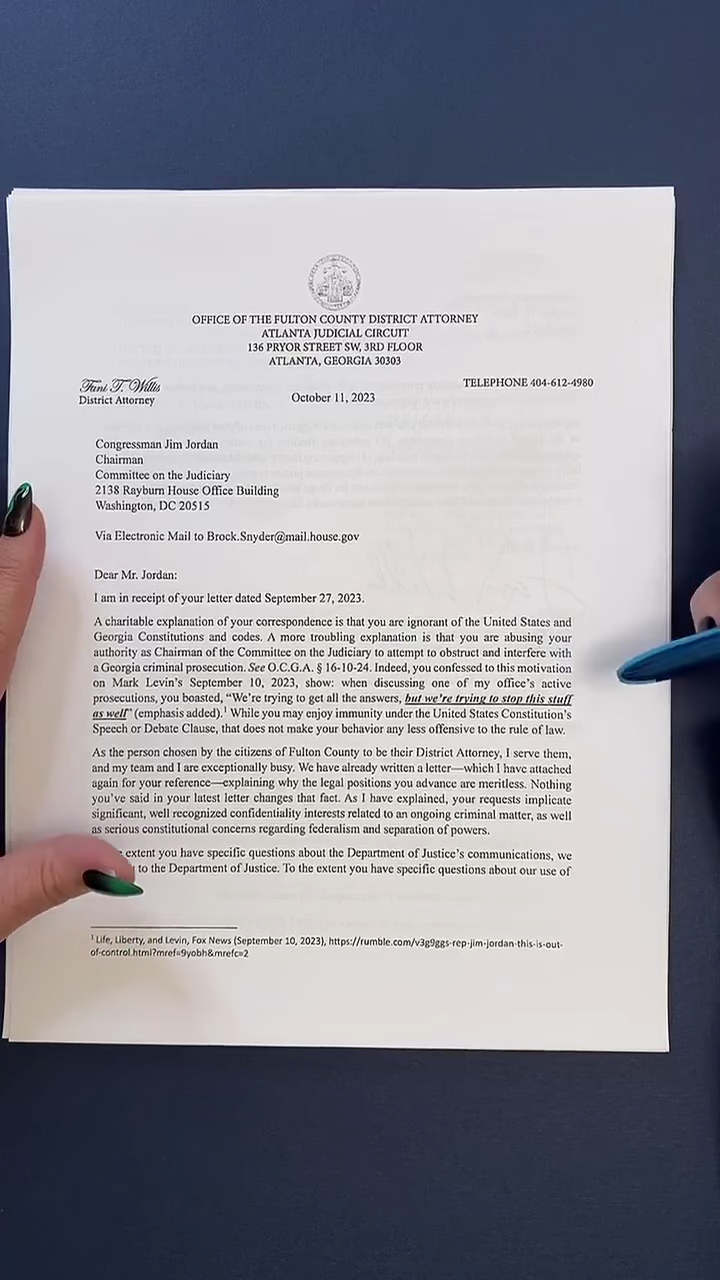 OFFICE OF THE FULTON COUNTY DISTRICT ATTORNEY
ATLANTA JUDICIAL CIRCUIT
136 PRYOR STREET SW, 3RD FLOOR
ATLANTA, GEORGIA 30303
Fani T. Willis
District Attorney
October 11, 2023
TELEPHONE 404-612-4980
Congressman Jim Jordan
Chairman
Committee on the Judiciary
2138 Rayburn House Office Building
Washington, DC 20515
Via Electronic Mail to Brock.Snyder@mail.house.gov
Dear Mr. Jordan:
I am in receipt of your letter dated September 27, 2023.
A charitable explanation of your correspondence is that you are ignorant of the United States and
Georgia Constitutions and codes. A more troubling explanation is that you are abusing your
authority as Chairman of the Committee on the Judiciary to attempt to obstruct and interfere with
a Georgia criminal prosecution. See O.C.G.A. § 16-10-24. Indeed, you confessed to this motivation
on Mark Levin's September 10, 2023, show: when discussing one of my office's active
prosecutions, you boasted, “We're trying to get all the answers, but we're trying to stop this stuff
as well” (emphasis added).¹ While you may enjoy immunity under the United States Constitution's
Speech or Debate Clause, that does not make your behavior any less offensive to the rule of law.
As the person chosen by the citizens of Fulton County to be their District Attorney, I serve them,
and my team and I are exceptionally busy. We have already written a letter—which I have attached
again for your reference—explaining why the legal positions you advance are meritless. Nothing
you've said in your latest letter changes that fact. As I have explained, your requests implicate
significant, well recognized confidentiality interests related to an ongoing criminal matter, as well
as serious constitutional concerns regarding federalism and separation of powers.
extent you have specific questions about the Department of Justice's communications, we
to the Department of Justice. To the extent you have specific questions about our use of
¹ Life, Liberty, and Levin, Fox News (September 10, 2023), https://rumble.com/v3g9ggs-rep-jim-jordan-this-is-out-
of-control.html?mref=9yobh&mrefc=2